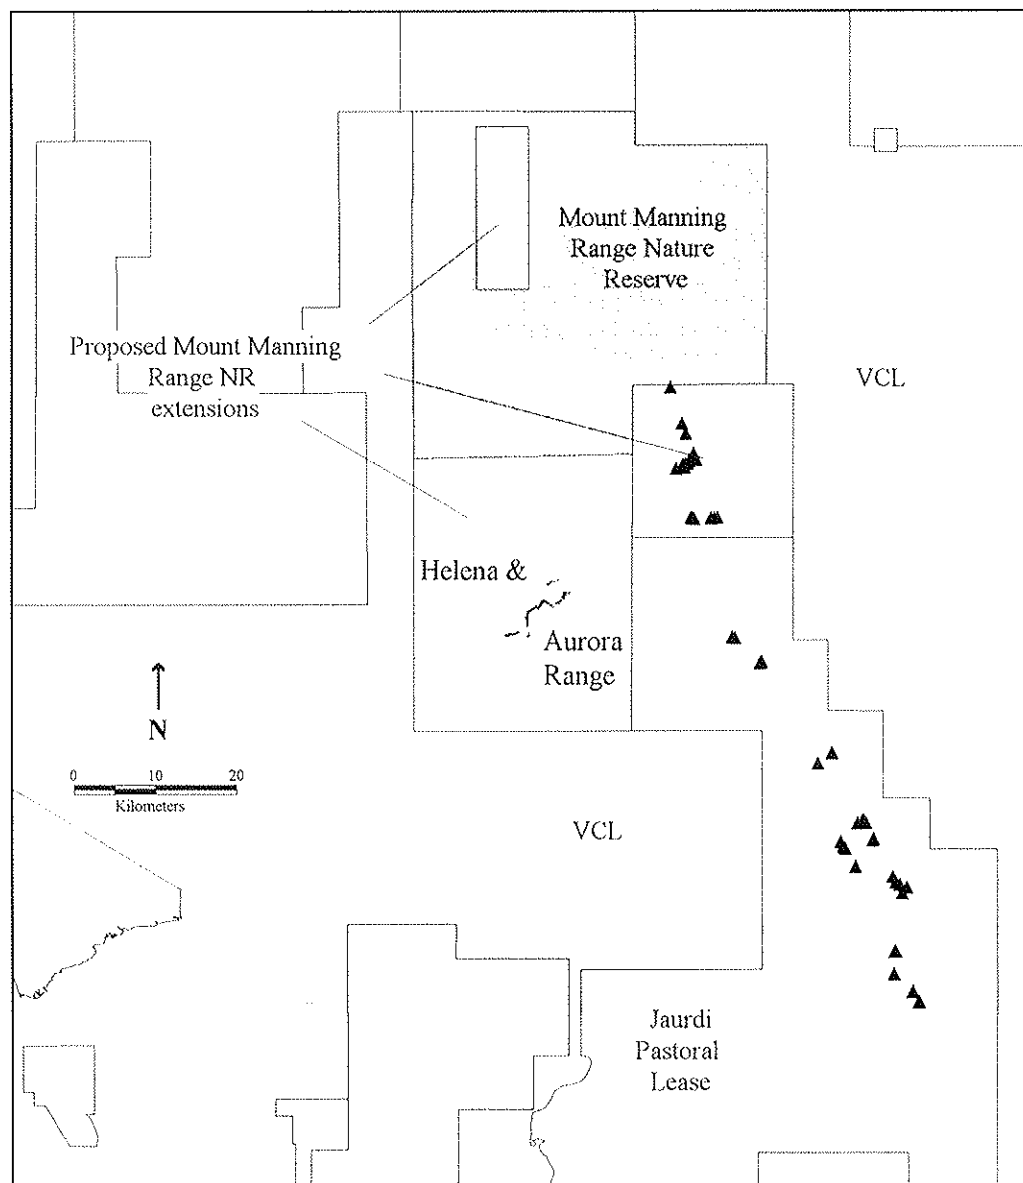 Mount Manning
Range Nature
Reserve
Proposed Mount Manning
Range NR
extensions
VCL
Helena &
Aurora
Range
N
0 10 20
Kilometers
VCL
Jaurdi
Pastoral
Lease